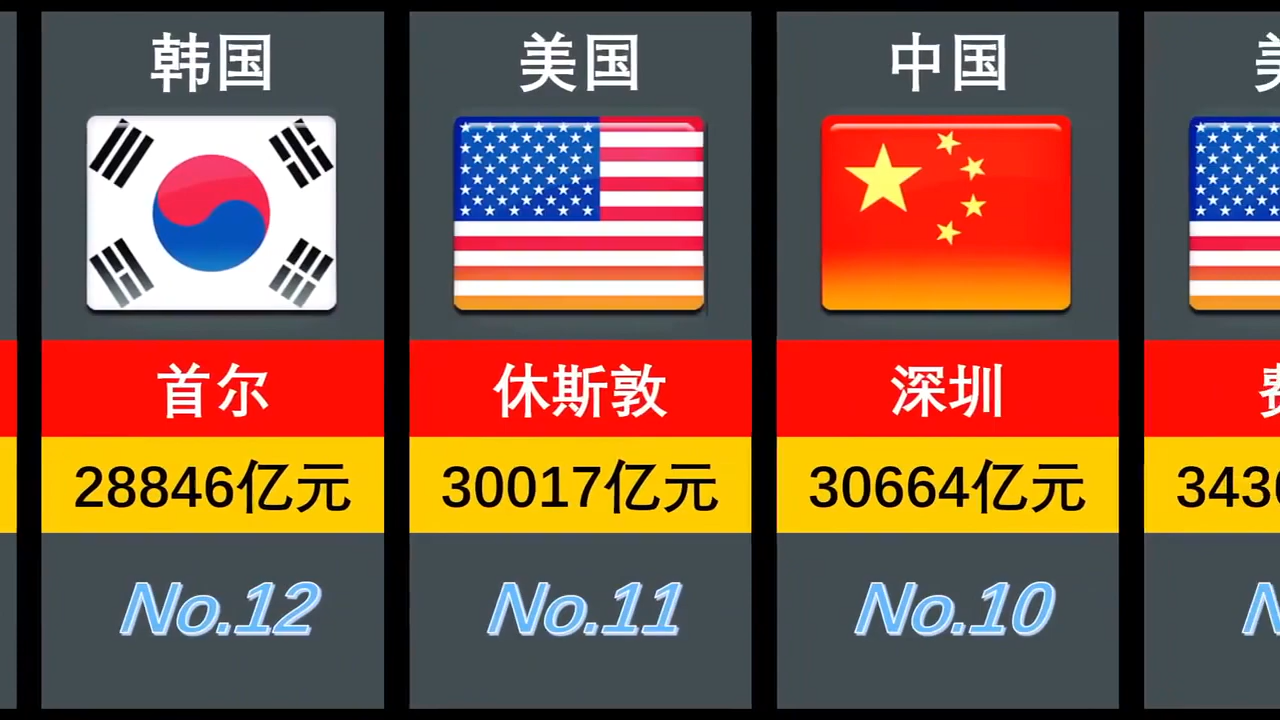 韩国
首尔
28846亿元
No.12
美国
休斯敦
30017亿元
No.11
中国
深圳
30664亿元
No.10